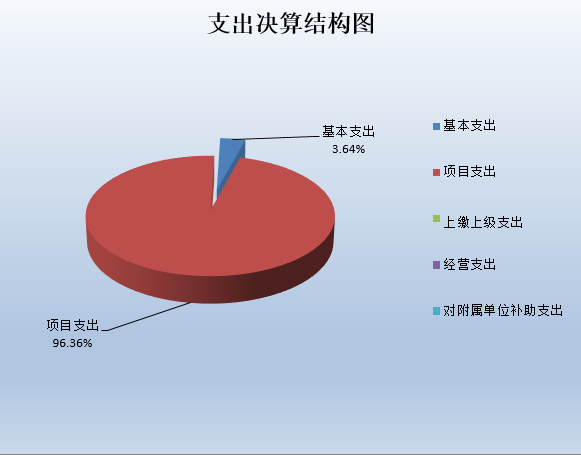 支出决算结构图
基本支出
3.64%
项目支出
96.36%
基本支出
项目支出
上缴上级支出
经营支出
对附属单位补助支出